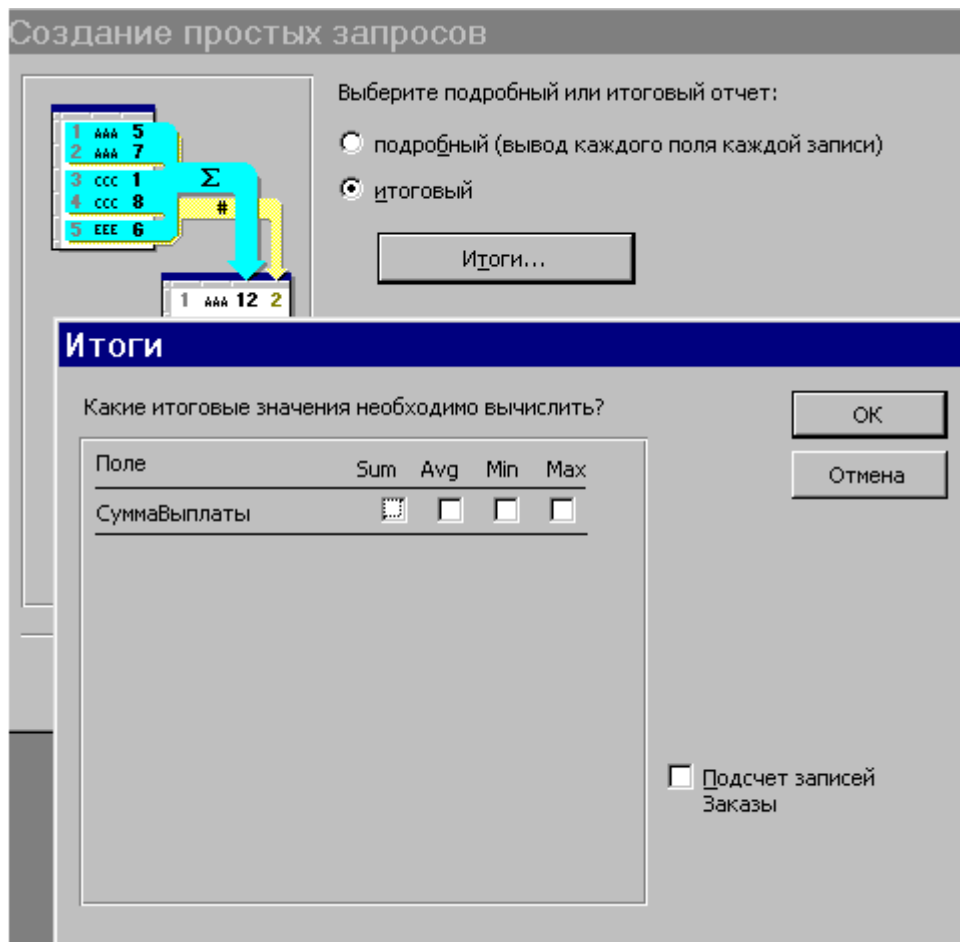 Создание простых запросов
Выберите подробный или итоговый отчет:
1 AAA 5
2 AAA 7
3 CCC 1
4 CCC 8
5 EEE 6
Σ
#
1 AAA 12 2
подробный (вывод каждого поля каждой записи)
итоговый
Итоги...
Итоги
Какие итоговые значения необходимо вычислить?
OK
Отмена
Поле Sum Avg Min Max
СуммаВыплаты
Подсчет записей
Заказы